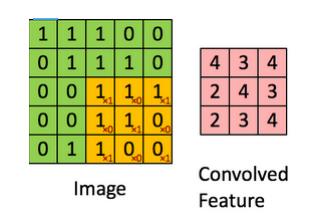 1 1 1 0 0
0 1 1 1 0
0 0 1×1 1×0 1×1
0 0 1×0 1×1 0×0
0 1 1×1 0×0 0×1
Image
4 3 4
2 4 3
2 3 4
Convolved
Feature